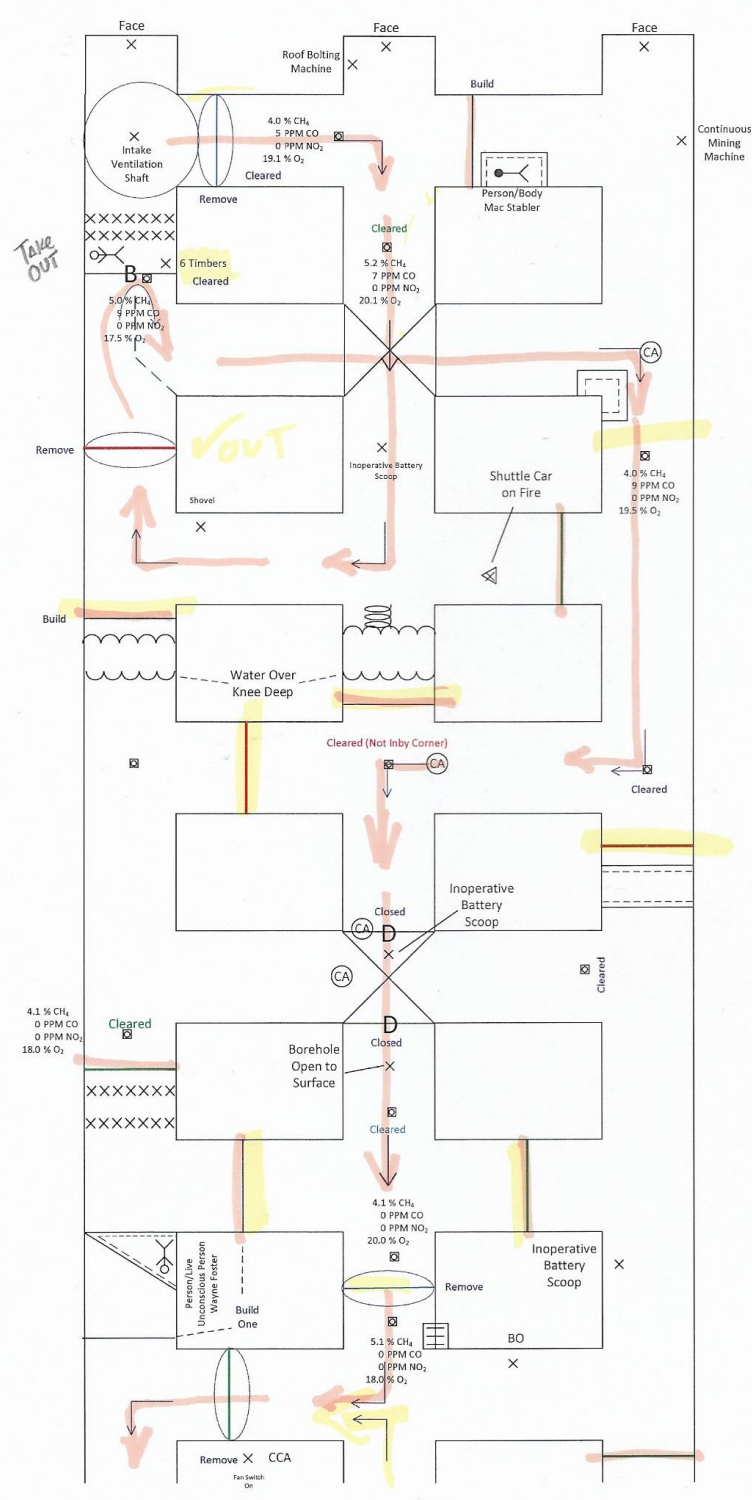 Face
Face
Face
Roof Bolting
Machine
Build
Continuous
Mining
Machine
4.0 % CH₄
5 PPM CO
0 PPM NO₂
19.1 % O₂
Cleared
Intake
Ventilation
Shaft
Remove
Person/Body
Mac Stabler
Cleared
5.2 % CH₄
7 PPM CO
0 PPM NO₂
20.1 % O₂
TAKE
OUT
6 Timbers
Cleared
B
5.0 % CH₄
9 PPM CO
0 PPM NO₂
17.5 % O₂
CA
Remove
VOUT
Inoperative Battery
Scoop
Shuttle Car
on Fire
4.0 % CH₄
9 PPM CO
0 PPM NO₂
19.5 % O₂
Shovel
Build
Water Over
Knee Deep
Cleared (Not Inby Corner)
CA
Cleared
Inoperative
Battery
Scoop
Closed
CA
D
CA
Cleared
D
Closed
4.1 % CH₄
0 PPM CO
0 PPM NO₂
18.0 % O₂
Cleared
Borehole
Open to
Surface
Cleared
4.1 % CH₄
0 PPM CO
0 PPM NO₂
20.0 % O₂
Person/Live
Unconscious Person
Wayne Foster
Build
One
Remove
Inoperative
Battery
Scoop
5.1 % CH₄
0 PPM CO
0 PPM NO₂
18.0 % O₂
BO
Remove
CCA
Fan Switch
On